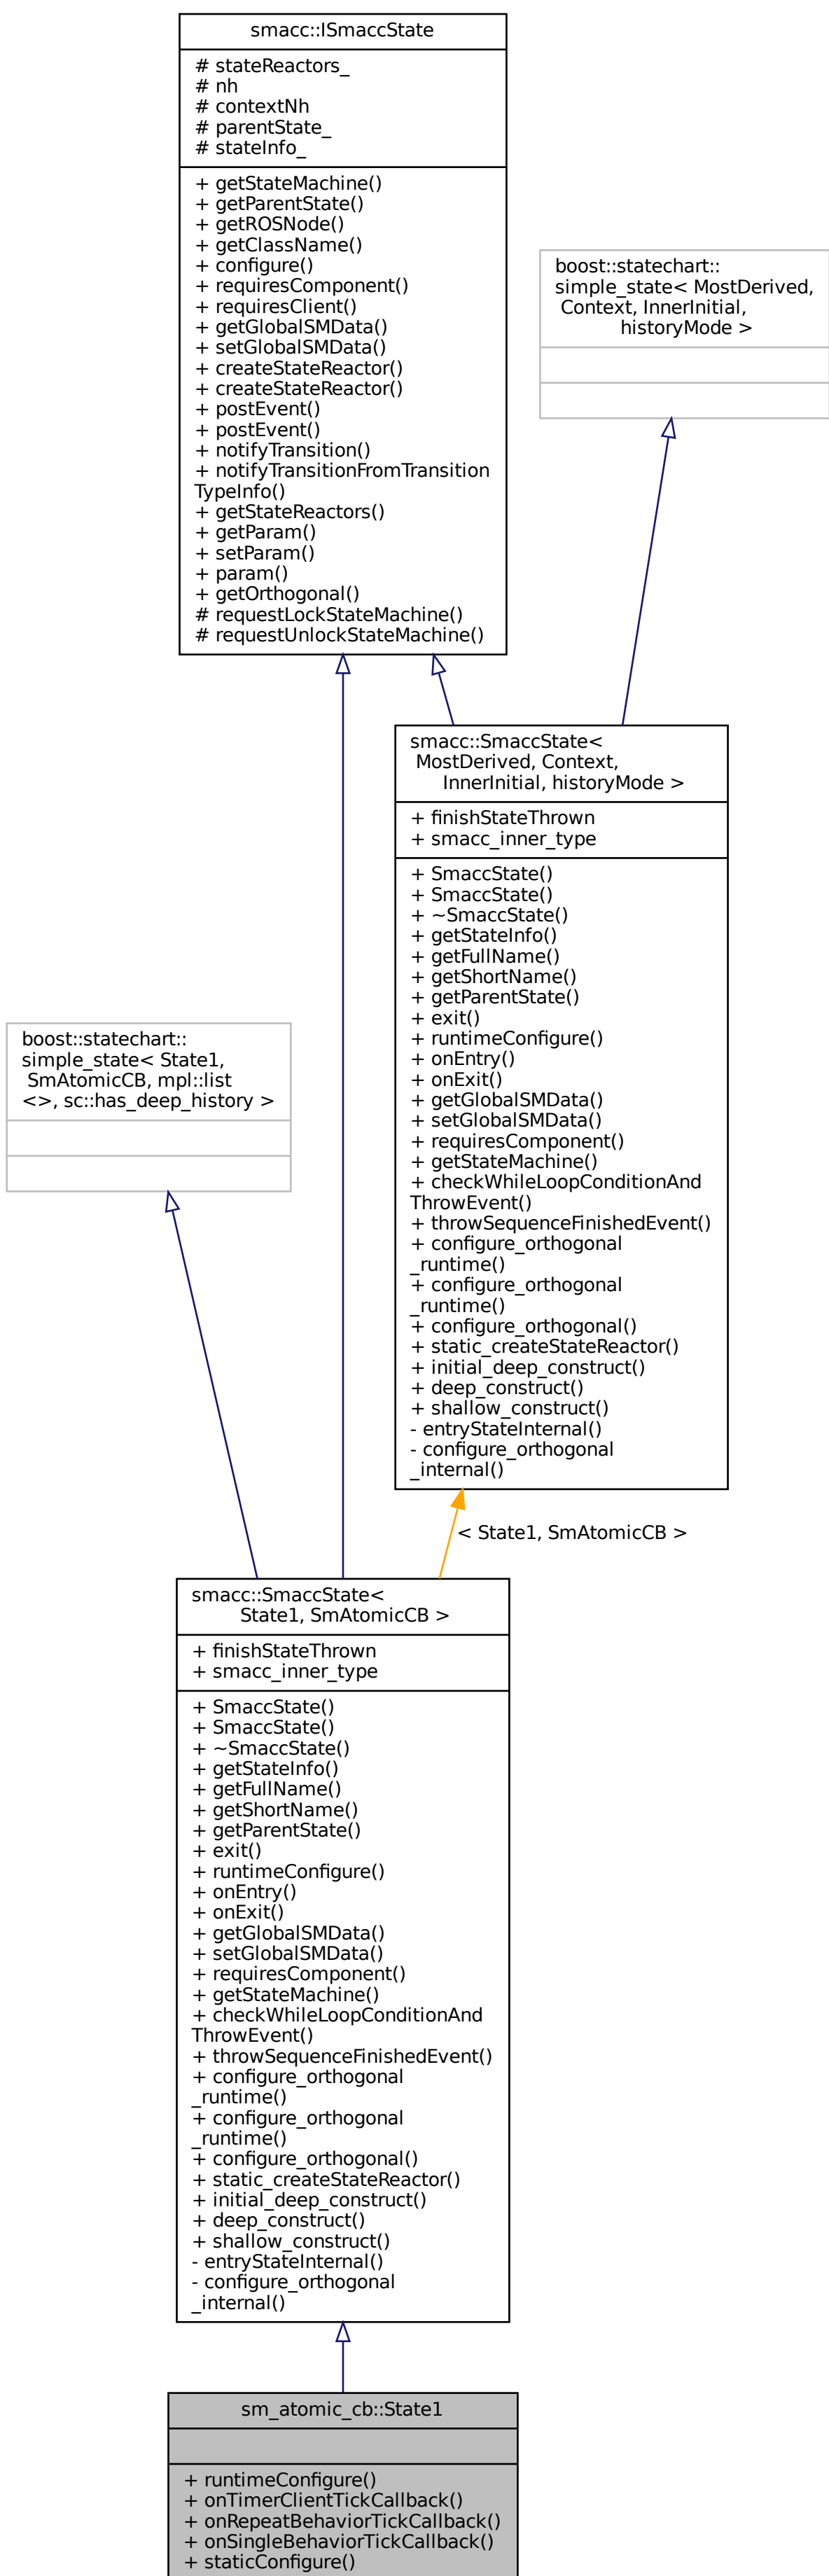 smacc::ISmaccState
# stateReactors_
# nh
# contextNh
# parentState_
# stateInfo_
+ getStateMachine()
+ getParentState()
+ getROSNode()
+ getClassName()
+ configure()
+ requiresComponent()
+ requiresClient()
+ getGlobalSMData()
+ setGlobalSMData()
+ createStateReactor()
+ createStateReactor()
+ postEvent()
+ postEvent()
+ notifyTransition()
+ notifyTransitionFromTransition
TypeInfo()
+ getStateReactors()
+ getParam()
+ setParam()
+ param()
+ getOrthogonal()
# requestLockStateMachine()
# requestUnlockStateMachine()
boost::statechart::
simple_state< MostDerived,
Context, InnerInitial,
historyMode >
smacc::SmaccState<
MostDerived, Context,
InnerInitial, historyMode >
+ finishStateThrown
+ smacc_inner_type
+ SmaccState()
+ SmaccState()
+ ~SmaccState()
+ getStateInfo()
+ getFullName()
+ getShortName()
+ getParentState()
+ exit()
+ runtimeConfigure()
+ onEntry()
+ onExit()
+ getGlobalSMData()
+ setGlobalSMData()
+ requiresComponent()
+ getStateMachine()
+ checkWhileLoopConditionAnd
ThrowEvent()
+ throwSequenceFinishedEvent()
+ configure_orthogonal
_runtime()
+ configure_orthogonal
_runtime()
+ configure_orthogonal()
+ static_createStateReactor()
+ initial_deep_construct()
+ deep_construct()
+ shallow_construct()
- entryStateInternal()
- configure_orthogonal
_internal()
boost::statechart::
simple_state< State1,
SmAtomicCB, mpl::list
<>, sc::has_deep_history >
< State1, SmAtomicCB >
smacc::SmaccState<
State1, SmAtomicCB >
+ finishStateThrown
+ smacc_inner_type
+ SmaccState()
+ SmaccState()
+ ~SmaccState()
+ getStateInfo()
+ getFullName()
+ getShortName()
+ getParentState()
+ exit()
+ runtimeConfigure()
+ onEntry()
+ onExit()
+ getGlobalSMData()
+ setGlobalSMData()
+ requiresComponent()
+ getStateMachine()
+ checkWhileLoopConditionAnd
ThrowEvent()
+ throwSequenceFinishedEvent()
+ configure_orthogonal
_runtime()
+ configure_orthogonal
_runtime()
+ configure_orthogonal()
+ static_createStateReactor()
+ initial_deep_construct()
+ deep_construct()
+ shallow_construct()
- entryStateInternal()
- configure_orthogonal
_internal()
sm_atomic_cb::State1
+ runtimeConfigure()
+ onTimerClientTickCallback()
+ onRepeatBehaviorTickCallback()
+ onSingleBehaviorTickCallback()
+ staticConfigure()